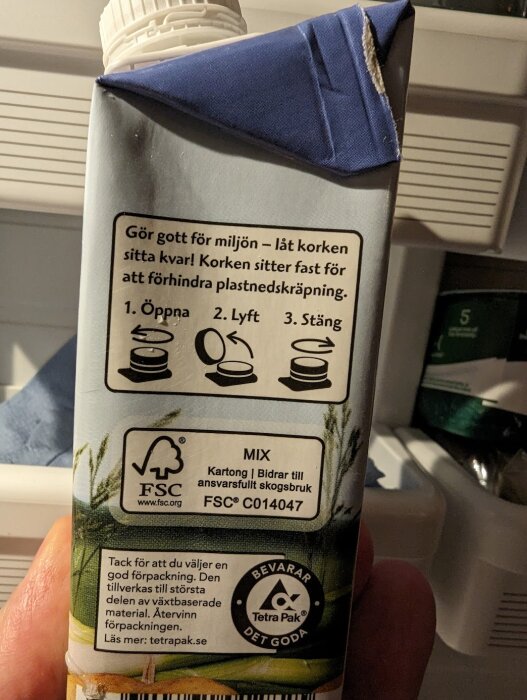 Gör gott för miljön – låt korken
sitta kvar! Korken sitter fast för
att förhindra plastnedskräpning.
1. Öppna 2. Lyft 3. Stäng
FSC®
www.fsc.org
MIX
Kartong | Bidrar till
ansvarsfullt skogsbruk
FSC® C014047
Tack för att du väljer en
god förpackning. Den
tillverkas till största
delen av växtbaserade
material. Återvinn
förpackningen.
Läs mer: tetrapak.se
BEVARAR
Tetra Pak®
DET GODA
5